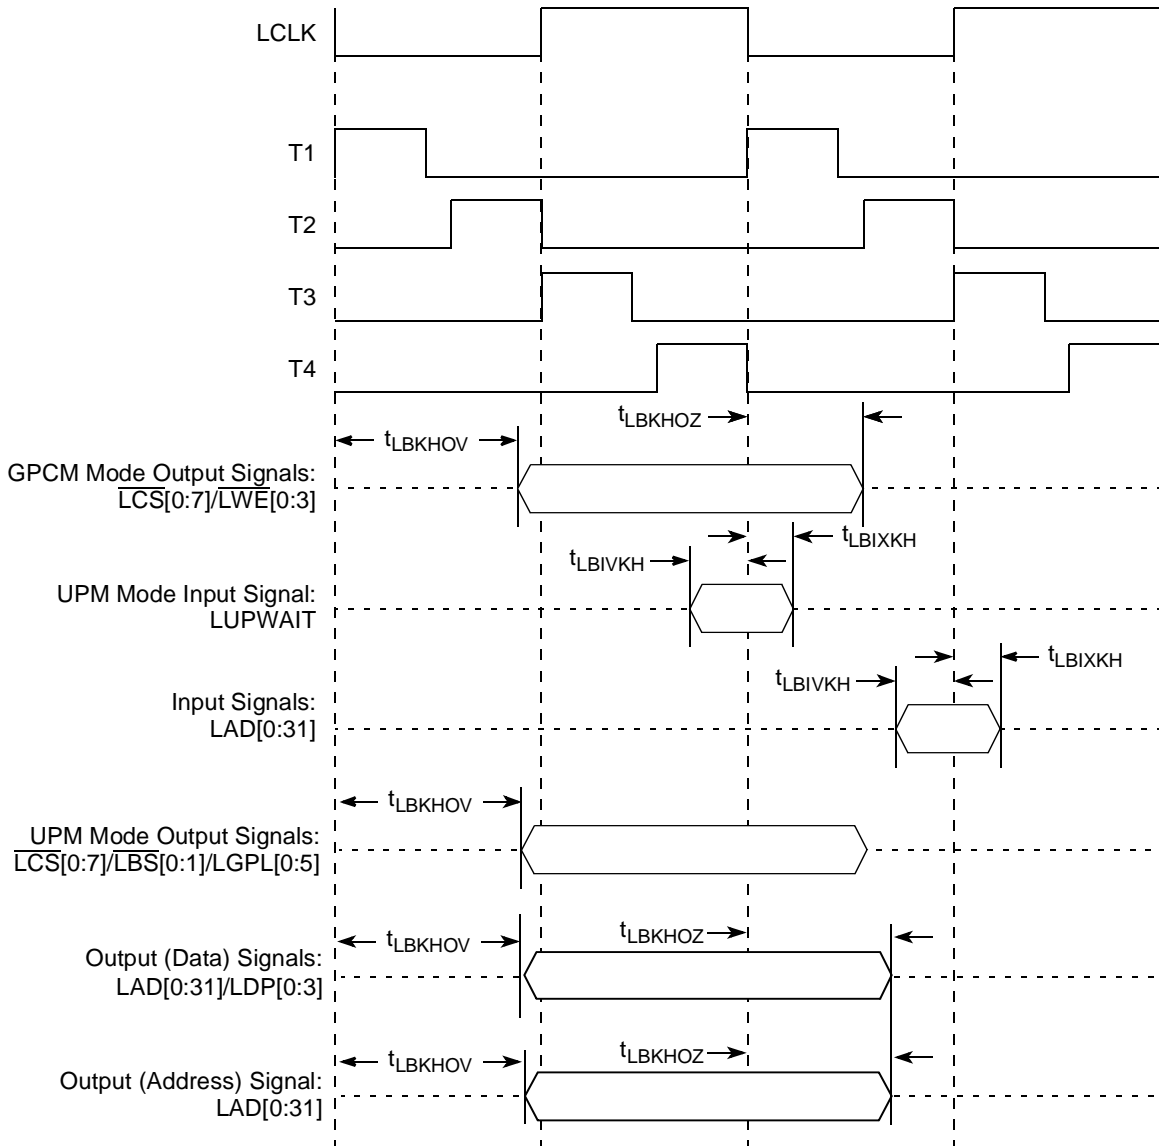 LCLK
T1
T2
T3
T4
tLBKHOZ
tLBKHOV
GPCM Mode Output Signals:
LCS[0:7]/LWE[0:3]
tLBIXKH
tLBIVKH
UPM Mode Input Signal:
LUPWAIT
tLBIXKH
tLBIVKH
Input Signals:
LAD[0:31]
tLBKHOV
UPM Mode Output Signals:
LCS[0:7]/LBS[0:1]/LGPL[0:5]
tLBKHOV
tLBKHOZ
Output (Data) Signals:
LAD[0:31]/LDP[0:3]
tLBKHOV
tLBKHOZ
Output (Address) Signal:
LAD[0:31]